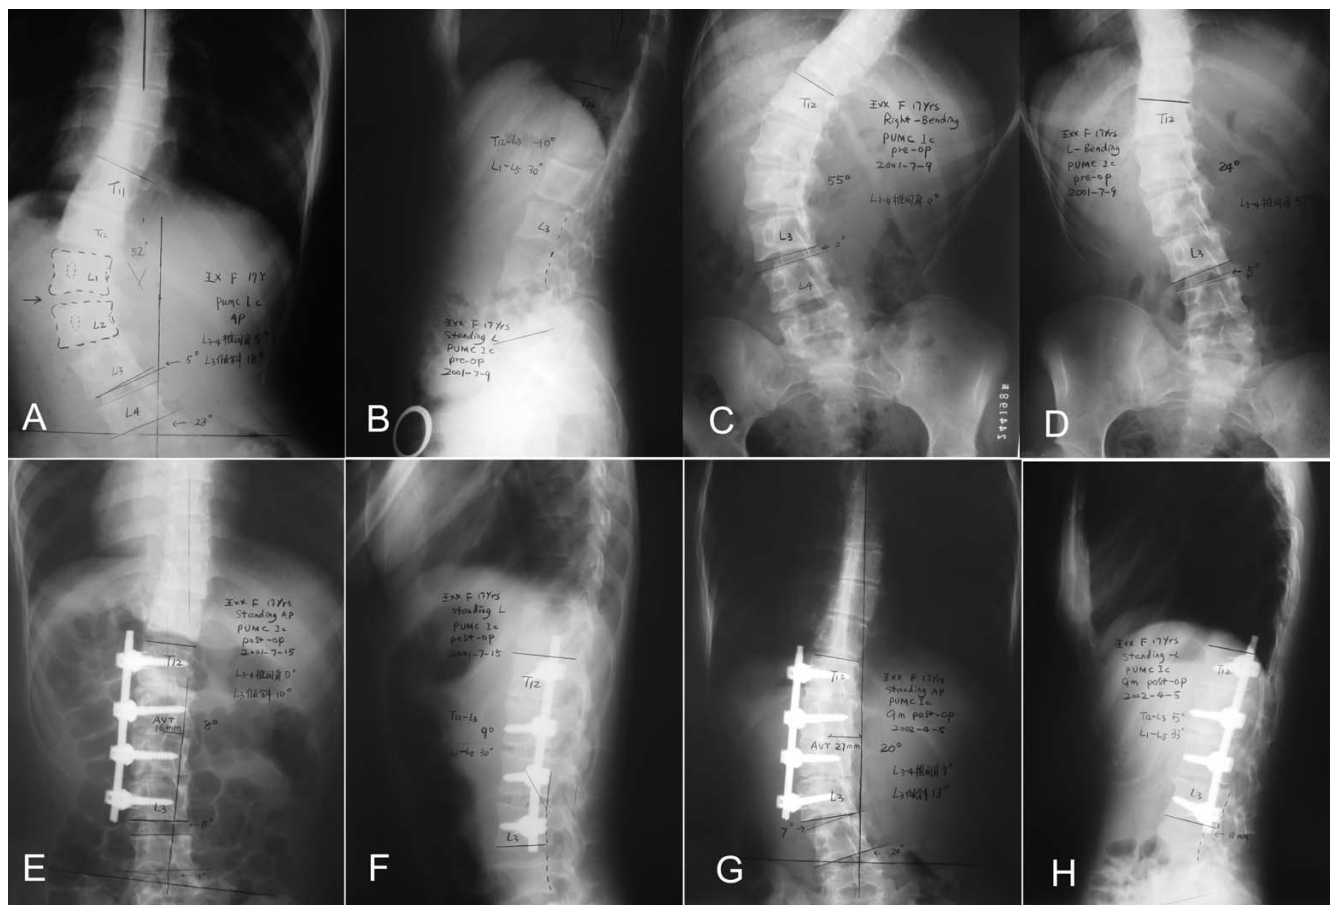 T11
T12
52°
L1
L2
王xx F 17Y
PUMC Ic
AP
L3-4椎间角 5°
L3倾斜 18°
L3
5°
L4
23°
A
T12
T12-L3 -10°
L1-L5 30°
L3
王xx F 17Yrs
Standing L
PUMC Ic
pre-op
2001-7-9
B
T12
王xx F 17Yrs
Right-Bending
PUMC Ic
pre-op
2001-7-9
55°
L3-4椎间角 0°
L3
0°
L4
2441988
C
T12
王xx F 17Yrs
L-Bending
PUMC Ic
pre-op
2001-7-9
24°
L3-4椎间角 5°
L3
5°
D
王xx F 17Yrs
Standing AP
PUMC Ic
post-op
2001-7-15
T12
L3-4椎间角 0°
L3倾斜 10°
AVT
16mm
8°
L3
0°
E
王xx F 17Yrs
Standing L
PUMC Ic
post-op
2001-7-15
T12
T12-L3
9°
L1-L5 30°
L3
F
T12
王xx F 17Yrs
Standing AP
PUMC Ic
9m post-op
2002-4-5
AVT 27mm
20°
L3-4椎间角 7°
L3
L3倾斜 13°
7°
20°
G
王xx F 17Yrs
Standing-L
PUMC Ic
9m post-op
2002-4-5
T12
T12-L3 5°
L1-L5 33°
L3
H